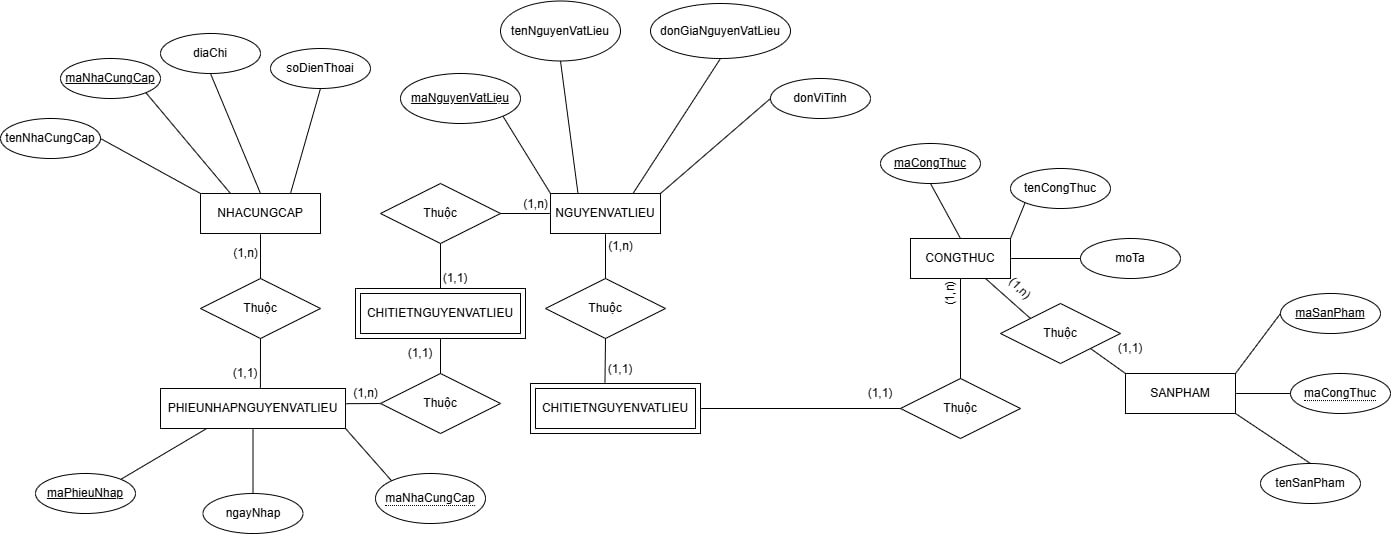 tenNguyenVatLieu
donGiaNguyenVatLieu
diaChi
soDienThoai
maNhaCungCap
maNguyenVatLieu
donViTinh
tenNhaCungCap
maCongThuc
tenCongThuc
NHACUNGCAP
Thuộc
(1,n)
NGUYENVATLIEU
(1,n)
(1,n)
CONGTHUC
moTa
(1,1)
(1,n)
(1,n)
Thuộc
CHITIETNGUYENVATLIEU
Thuộc
Thuộc
maSanPham
(1,1)
(1,1)
(1,1)
(1,1)
PHIEUNHAPNGUYENVATLIEU
(1,n)
Thuộc
CHITIETNGUYENVATLIEU
(1,1)
Thuộc
SANPHAM
maCongThuc
maPhieuNhap
ngayNhap
maNhaCungCap
tenSanPham